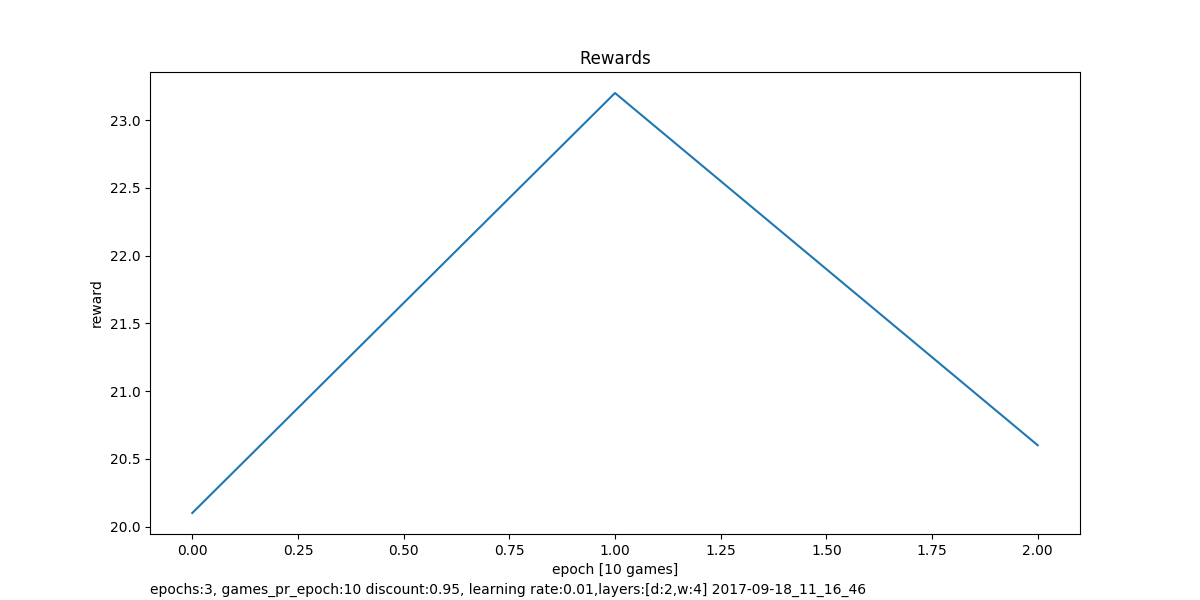 Rewards
23.0
22.5
22.0
21.5
21.0
20.5
20.0
reward
0.00 0.25 0.50 0.75 1.00 1.25 1.50 1.75 2.00
epoch [10 games]
epochs:3, games_pr_epoch:10 discount:0.95, learning rate:0.01,layers:[d:2,w:4] 2017-09-18_11_16_46